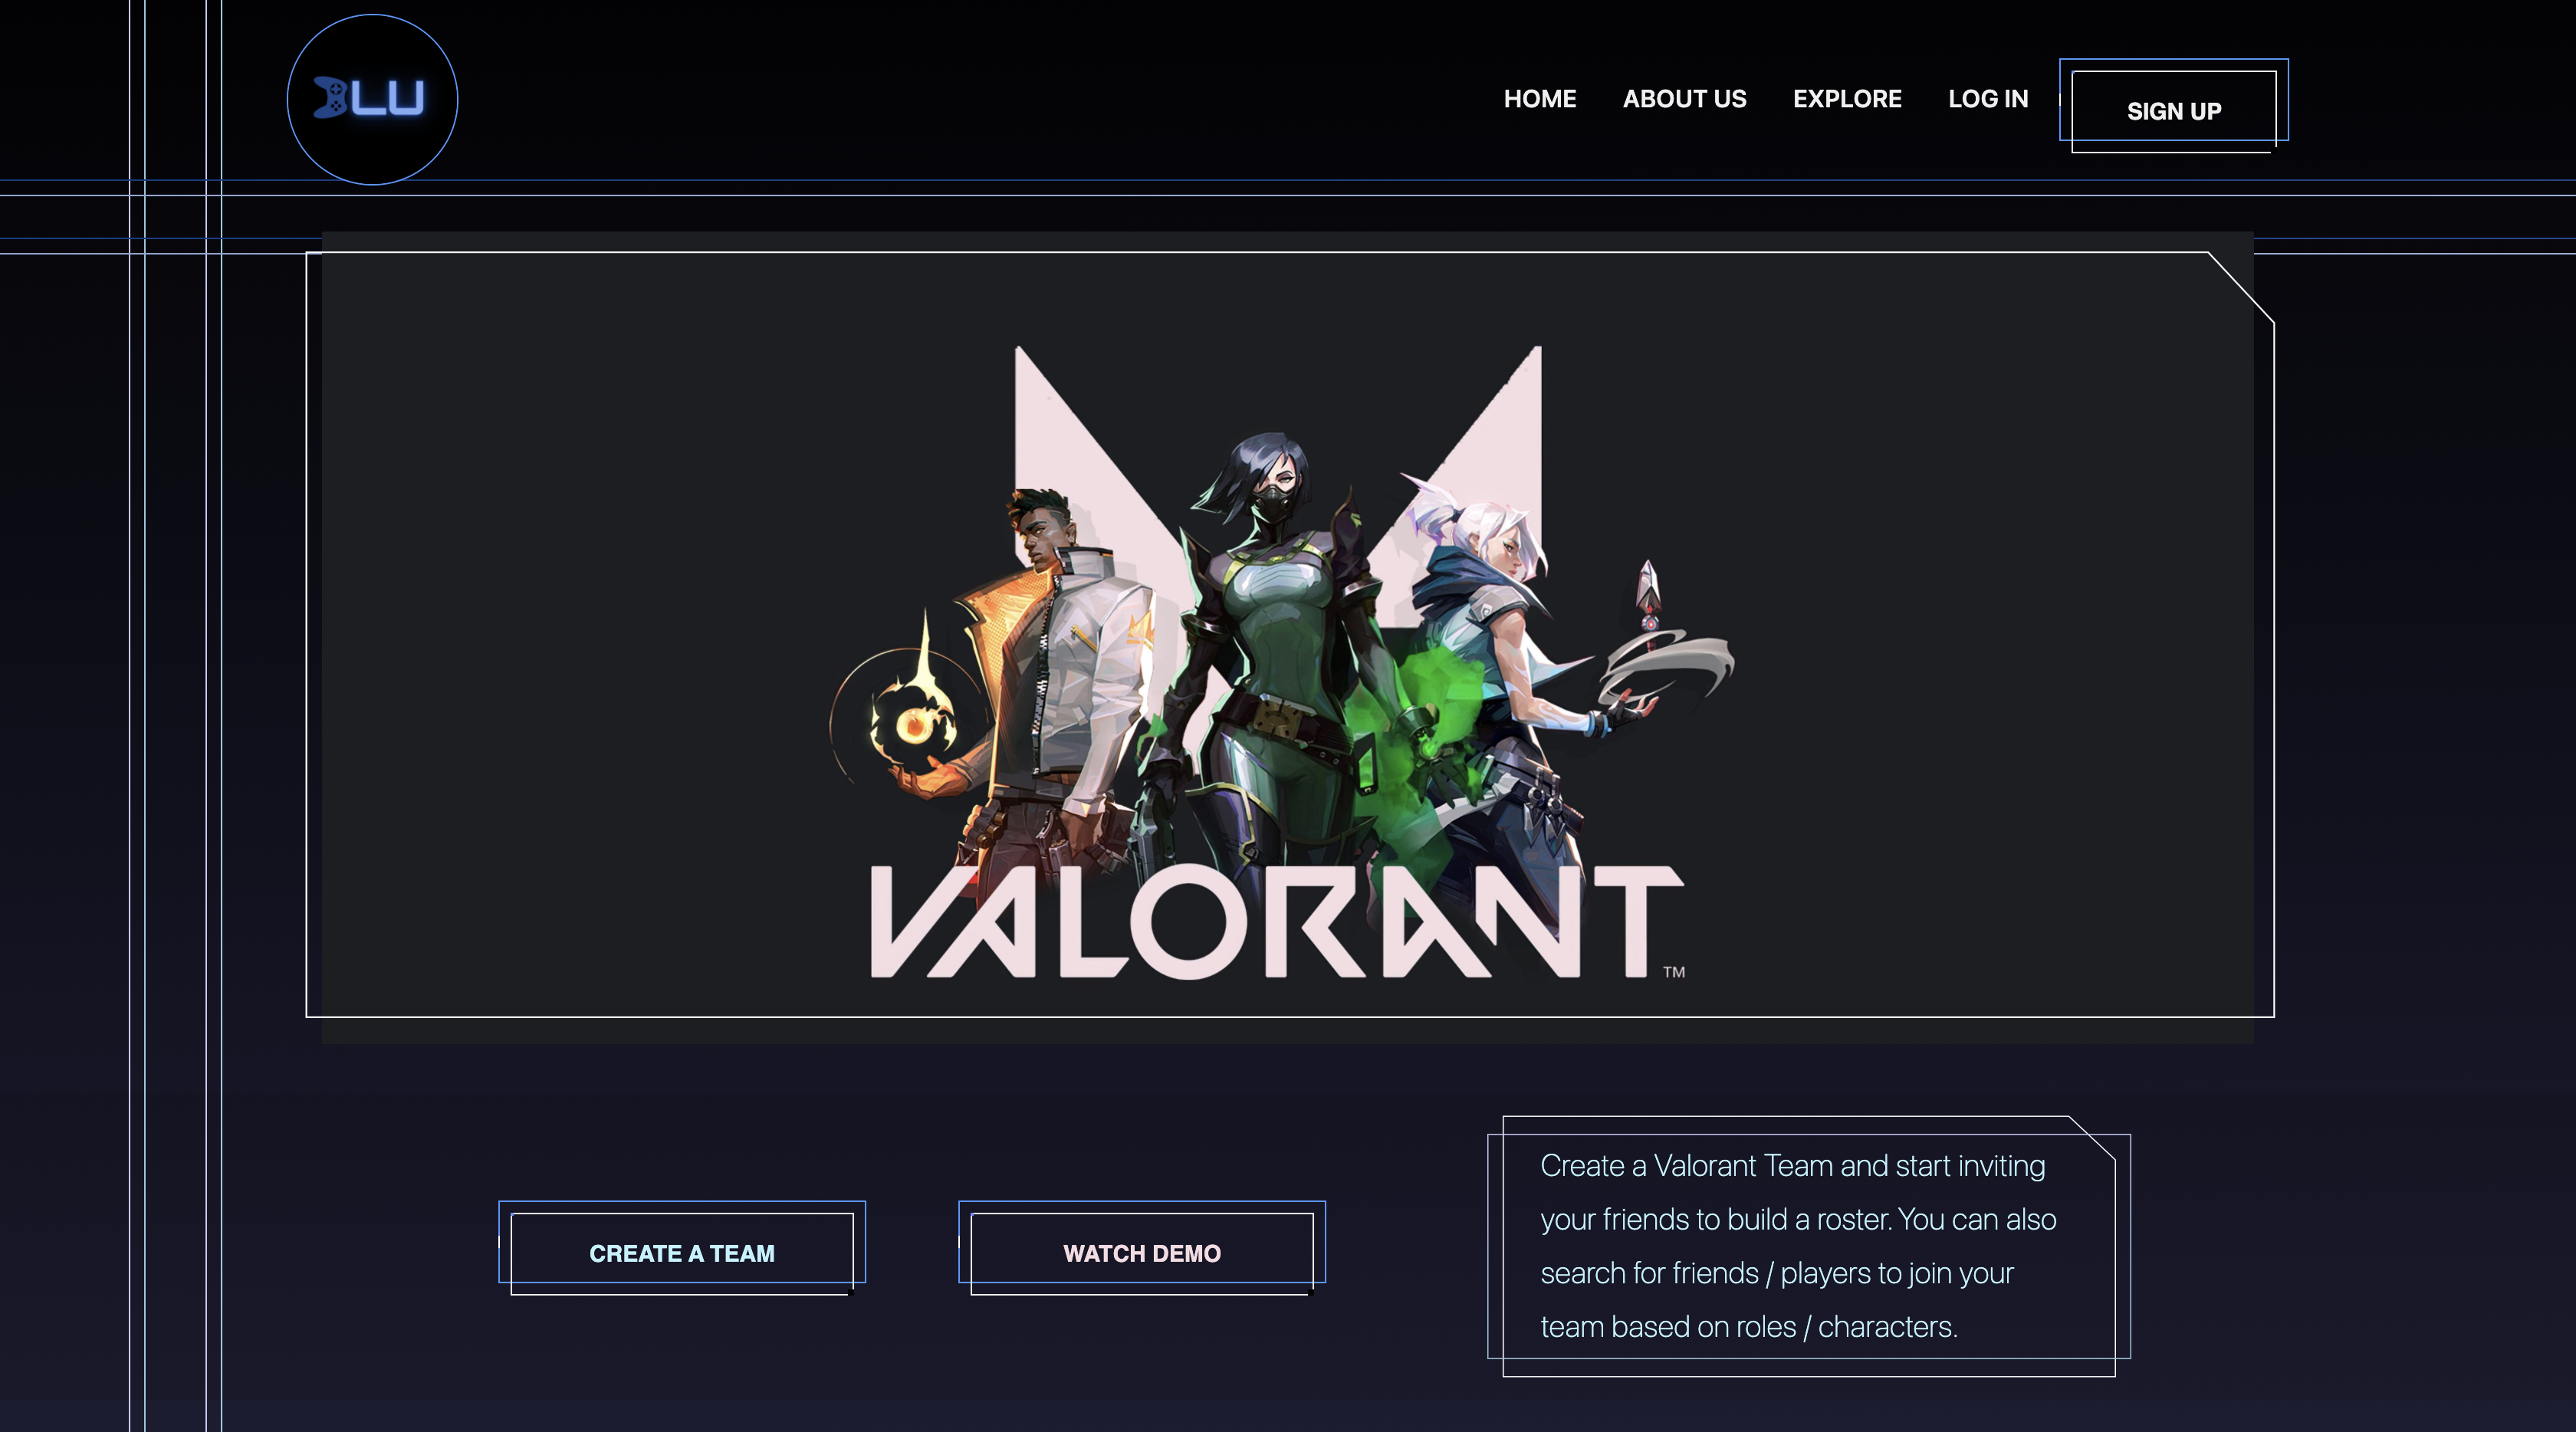 LU
HOME ABOUT US EXPLORE LOG IN SIGN UP
VALORANT™
CREATE A TEAM
WATCH DEMO
Create a Valorant Team and start inviting
your friends to build a roster. You can also
search for friends / players to join your
team based on roles / characters.